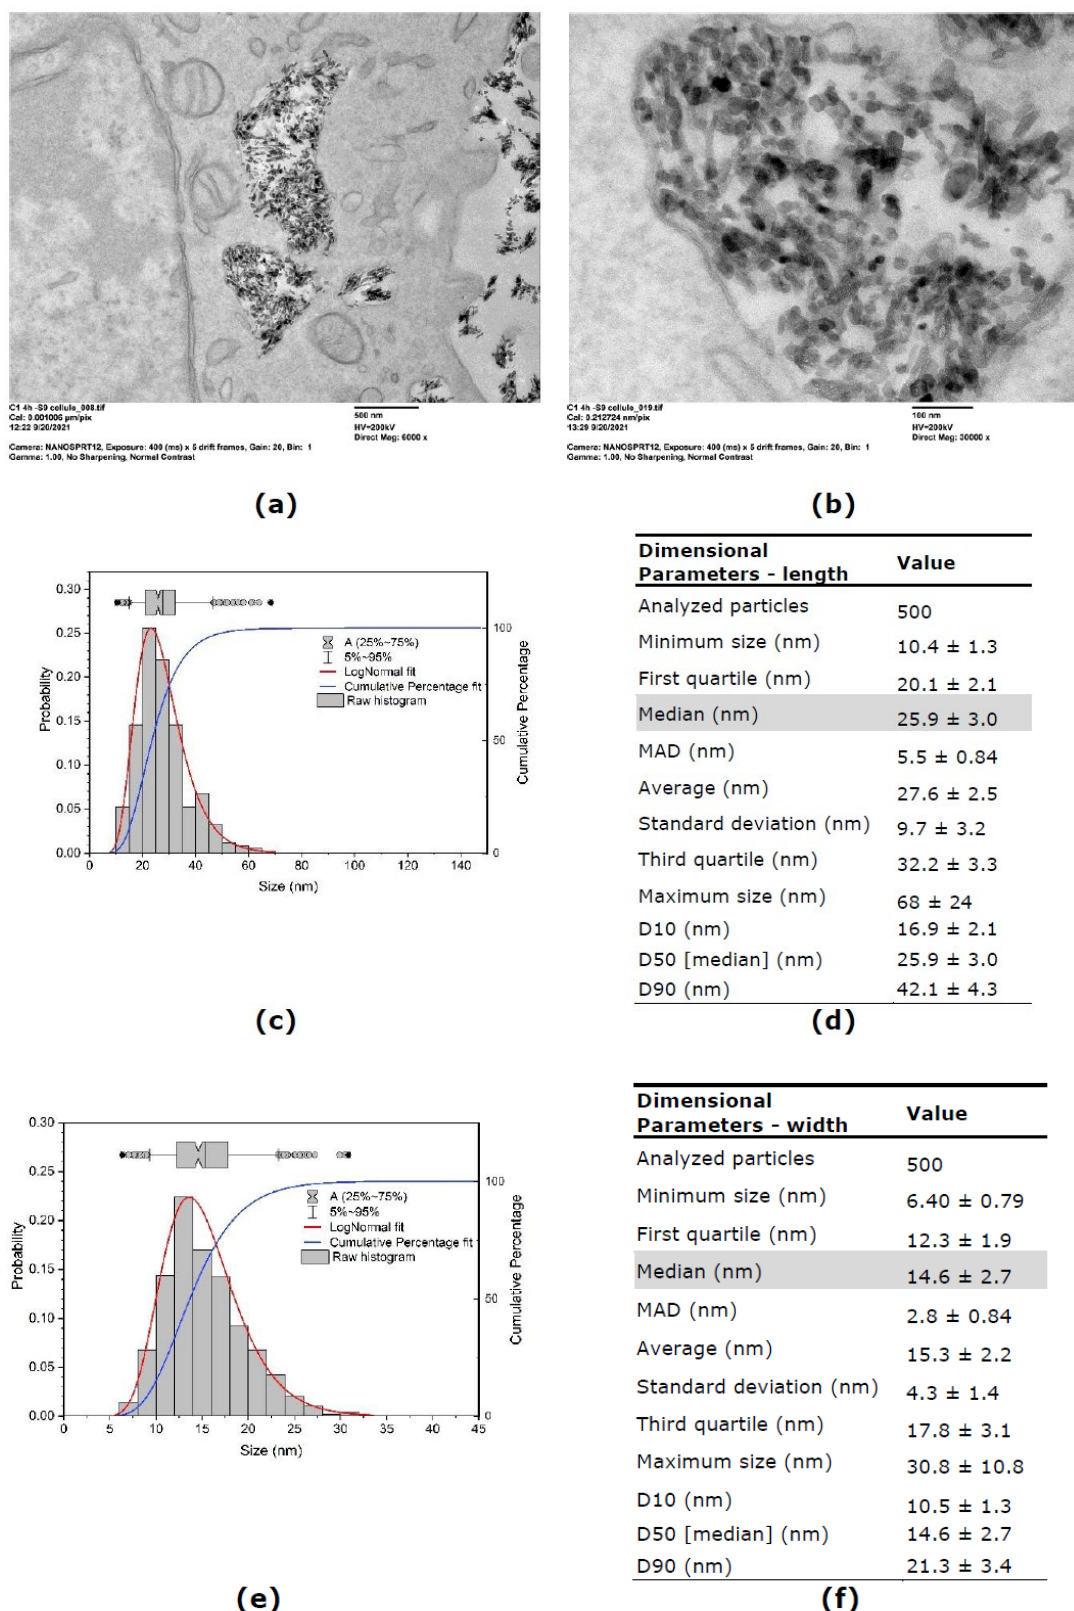 C1 4h -S9 cellule_008.tif
Cal: 0.001006 µm/pix
12:22 9/20/2021
Camera: NANOSPRT12, Exposure: 400 (ms) x 5 drift frames, Gain: 20, Bin: 1
Gamma: 1.00, No Sharpening, Normal Contrast
500 nm
HV=200kV
Direct Mag: 6000 x
C1 4h -S9 cellule_019.tif
Cal: 0.212724 nm/pix
13:29 9/20/2021
Camera: NANOSPRT12, Exposure: 400 (ms) x 5 drift frames, Gain: 20, Bin: 1
Gamma: 1.00, No Sharpening, Normal Contrast
100 nm
HV=200kV
Direct Mag: 30000 x
(a)
(b)
Probability
0.30
0.25
0.20
0.15
0.10
0.05
0.00
0 20 40 60 80 100 120 140
Size (nm)
100
50
0
Cumulative Percentage
A (25%~75%)
5%~95%
LogNormal fit
Cumulative Percentage fit
Raw histogram
(c)
Dimensional Parameters - length Value
Analyzed particles 500
Minimum size (nm) 10.4 ± 1.3
First quartile (nm) 20.1 ± 2.1
Median (nm) 25.9 ± 3.0
MAD (nm) 5.5 ± 0.84
Average (nm) 27.6 ± 2.5
Standard deviation (nm) 9.7 ± 3.2
Third quartile (nm) 32.2 ± 3.3
Maximum size (nm) 68 ± 24
D10 (nm) 16.9 ± 2.1
D50 [median] (nm) 25.9 ± 3.0
D90 (nm) 42.1 ± 4.3
(d)
Probability
0.30
0.25
0.20
0.15
0.10
0.05
0.00
0 5 10 15 20 25 30 35 40 45
Size (nm)
100
50
0
Cumulative Percentage
A (25%~75%)
5%~95%
LogNormal fit
Cumulative Percentage fit
Raw histogram
(e)
Dimensional Parameters - width Value
Analyzed particles 500
Minimum size (nm) 6.40 ± 0.79
First quartile (nm) 12.3 ± 1.9
Median (nm) 14.6 ± 2.7
MAD (nm) 2.8 ± 0.84
Average (nm) 15.3 ± 2.2
Standard deviation (nm) 4.3 ± 1.4
Third quartile (nm) 17.8 ± 3.1
Maximum size (nm) 30.8 ± 10.8
D10 (nm) 10.5 ± 1.3
D50 [median] (nm) 14.6 ± 2.7
D90 (nm) 21.3 ± 3.4
(f)